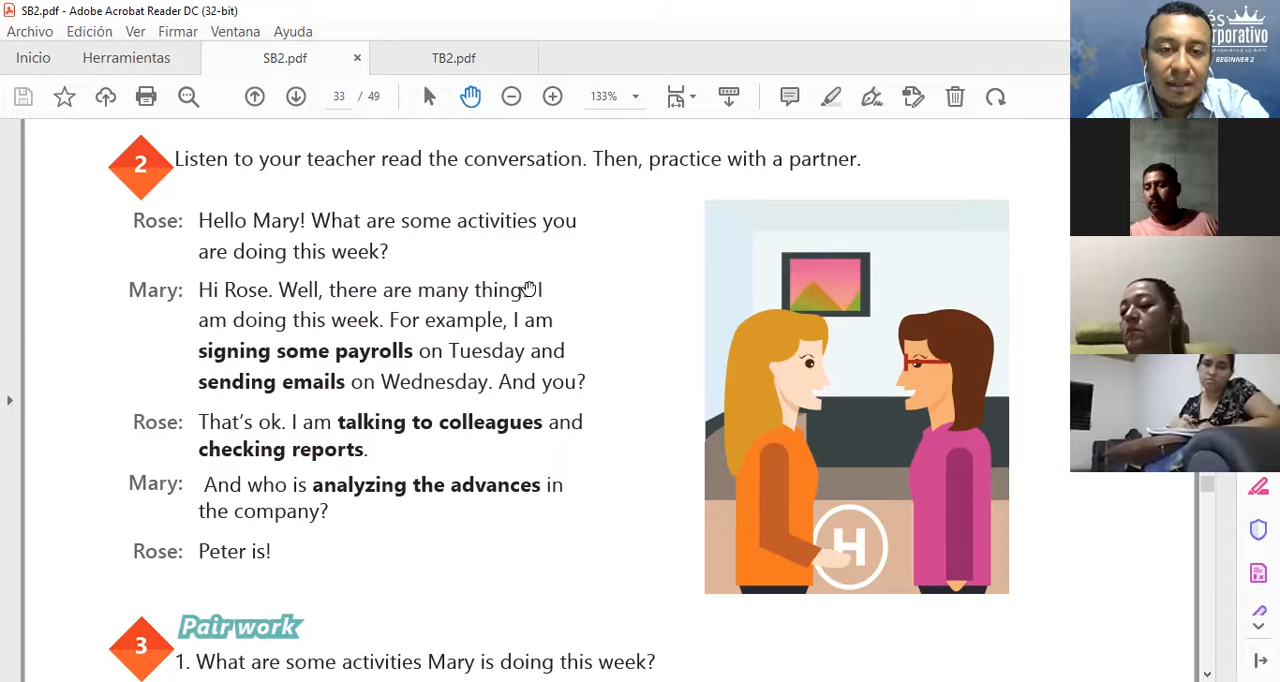 SB2.pdf - Adobe Acrobat Reader DC (32-bit)
Archivo Edición Ver Firmar Ventana Ayuda
Inicio Herramientas SB2.pdf × TB2.pdf
33 / 49 133%
2 Listen to your teacher read the conversation. Then, practice with a partner.
Rose: Hello Mary! What are some activities you
are doing this week?
Mary: Hi Rose. Well, there are many things I
am doing this week. For example, I am
signing some payrolls on Tuesday and
sending emails on Wednesday. And you?
Rose: That's ok. I am talking to colleagues and
checking reports.
Mary: And who is analyzing the advances in
the company?
Rose: Peter is!
H
3 Pair work
1. What are some activities Mary is doing this week?
BEGINNER 2